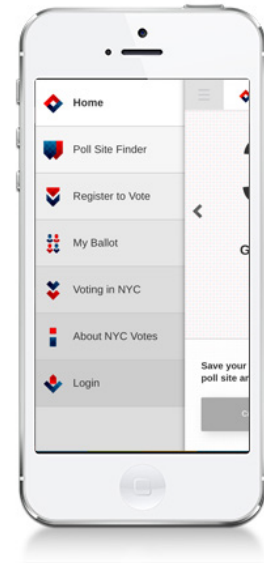 Home
Poll Site Finder
Register to Vote
My Ballot
Voting in NYC
About NYC Votes
Login
G
Save your
poll site